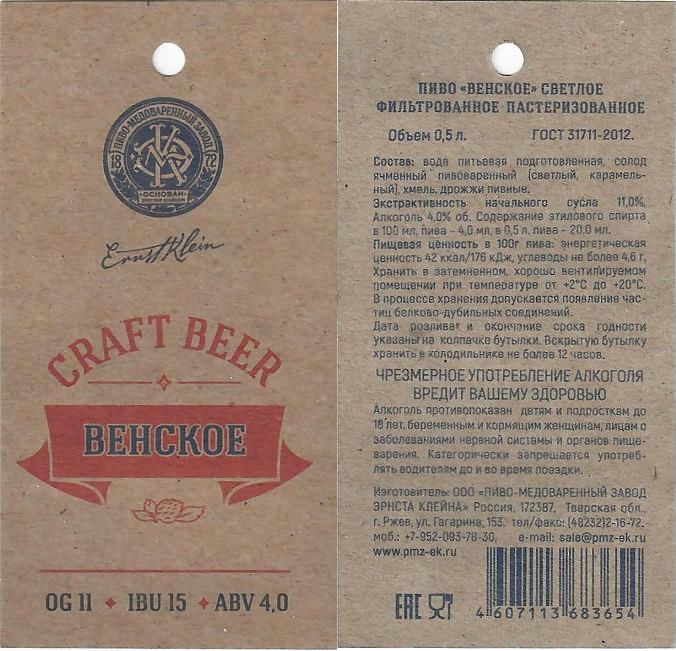 ПИВО-МЕДОВАРЕННЫЙ ЗАВОД
18 72
ОСНОВАН
ЭРНСТОМ КЛЕЙНОМ
Ernst Klein
CRAFT BEER
ВЕНСКОЕ
OG 11 IBU 15 ABV 4,0
ПИВО «ВЕНСКОЕ» СВЕТЛОЕ
ФИЛЬТРОВАННОЕ ПАСТЕРИЗОВАННОЕ
Объем 0,5 л. ГОСТ 31711-2012.
Состав: вода питьевая подготовленная, солод
ячменный пивоваренный (светлый, карамель-
ный), хмель, дрожжи пивные.
Экстрактивность начального сусла 11,0%,
Алкоголь 4,0% об. Содержание этилового спирта
в 100 мл. пива - 4,0 мл, в 0,5 л. пива - 20,0 мл.
Пищевая ценность в 100г пива: энергетическая
ценность 42 ккал/176 кДж, углеводы не более 4,6 г.
Хранить в затемненном, хорошо вентилируемом
помещении при температуре от +2°С до +20°С.
В процессе хранения допускается появление час-
тиц белково-дубильных соединений.
Дата розлива и окончание срока годности
указаны на колпачке бутылки. Вскрытую бутылку
хранить в холодильнике не более 12 часов.
ЧРЕЗМЕРНОЕ УПОТРЕБЛЕНИЕ АЛКОГОЛЯ
ВРЕДИТ ВАШЕМУ ЗДОРОВЬЮ
Алкоголь противопоказан детям и подросткам до
18 лет, беременным и кормящим женщинам, лицам с
заболеваниями нервной системы и органов пище-
варения. Категорически запрещается употреб-
лять водителям до и во время поездки.
Изготовитель: ООО «ПИВО-МЕДОВАРЕННЫЙ ЗАВОД
ЭРНСТА КЛЕЙНА» Россия, 172387, Тверская обл.,
г. Ржев, ул. Гагарина, 153. тел/факс: (48232)2-16-72.
моб.: +7-952-093-78-30, e-mail: sale@pmz-ek.ru
www.pmz-ek.ru
EAC 4 607113 683654